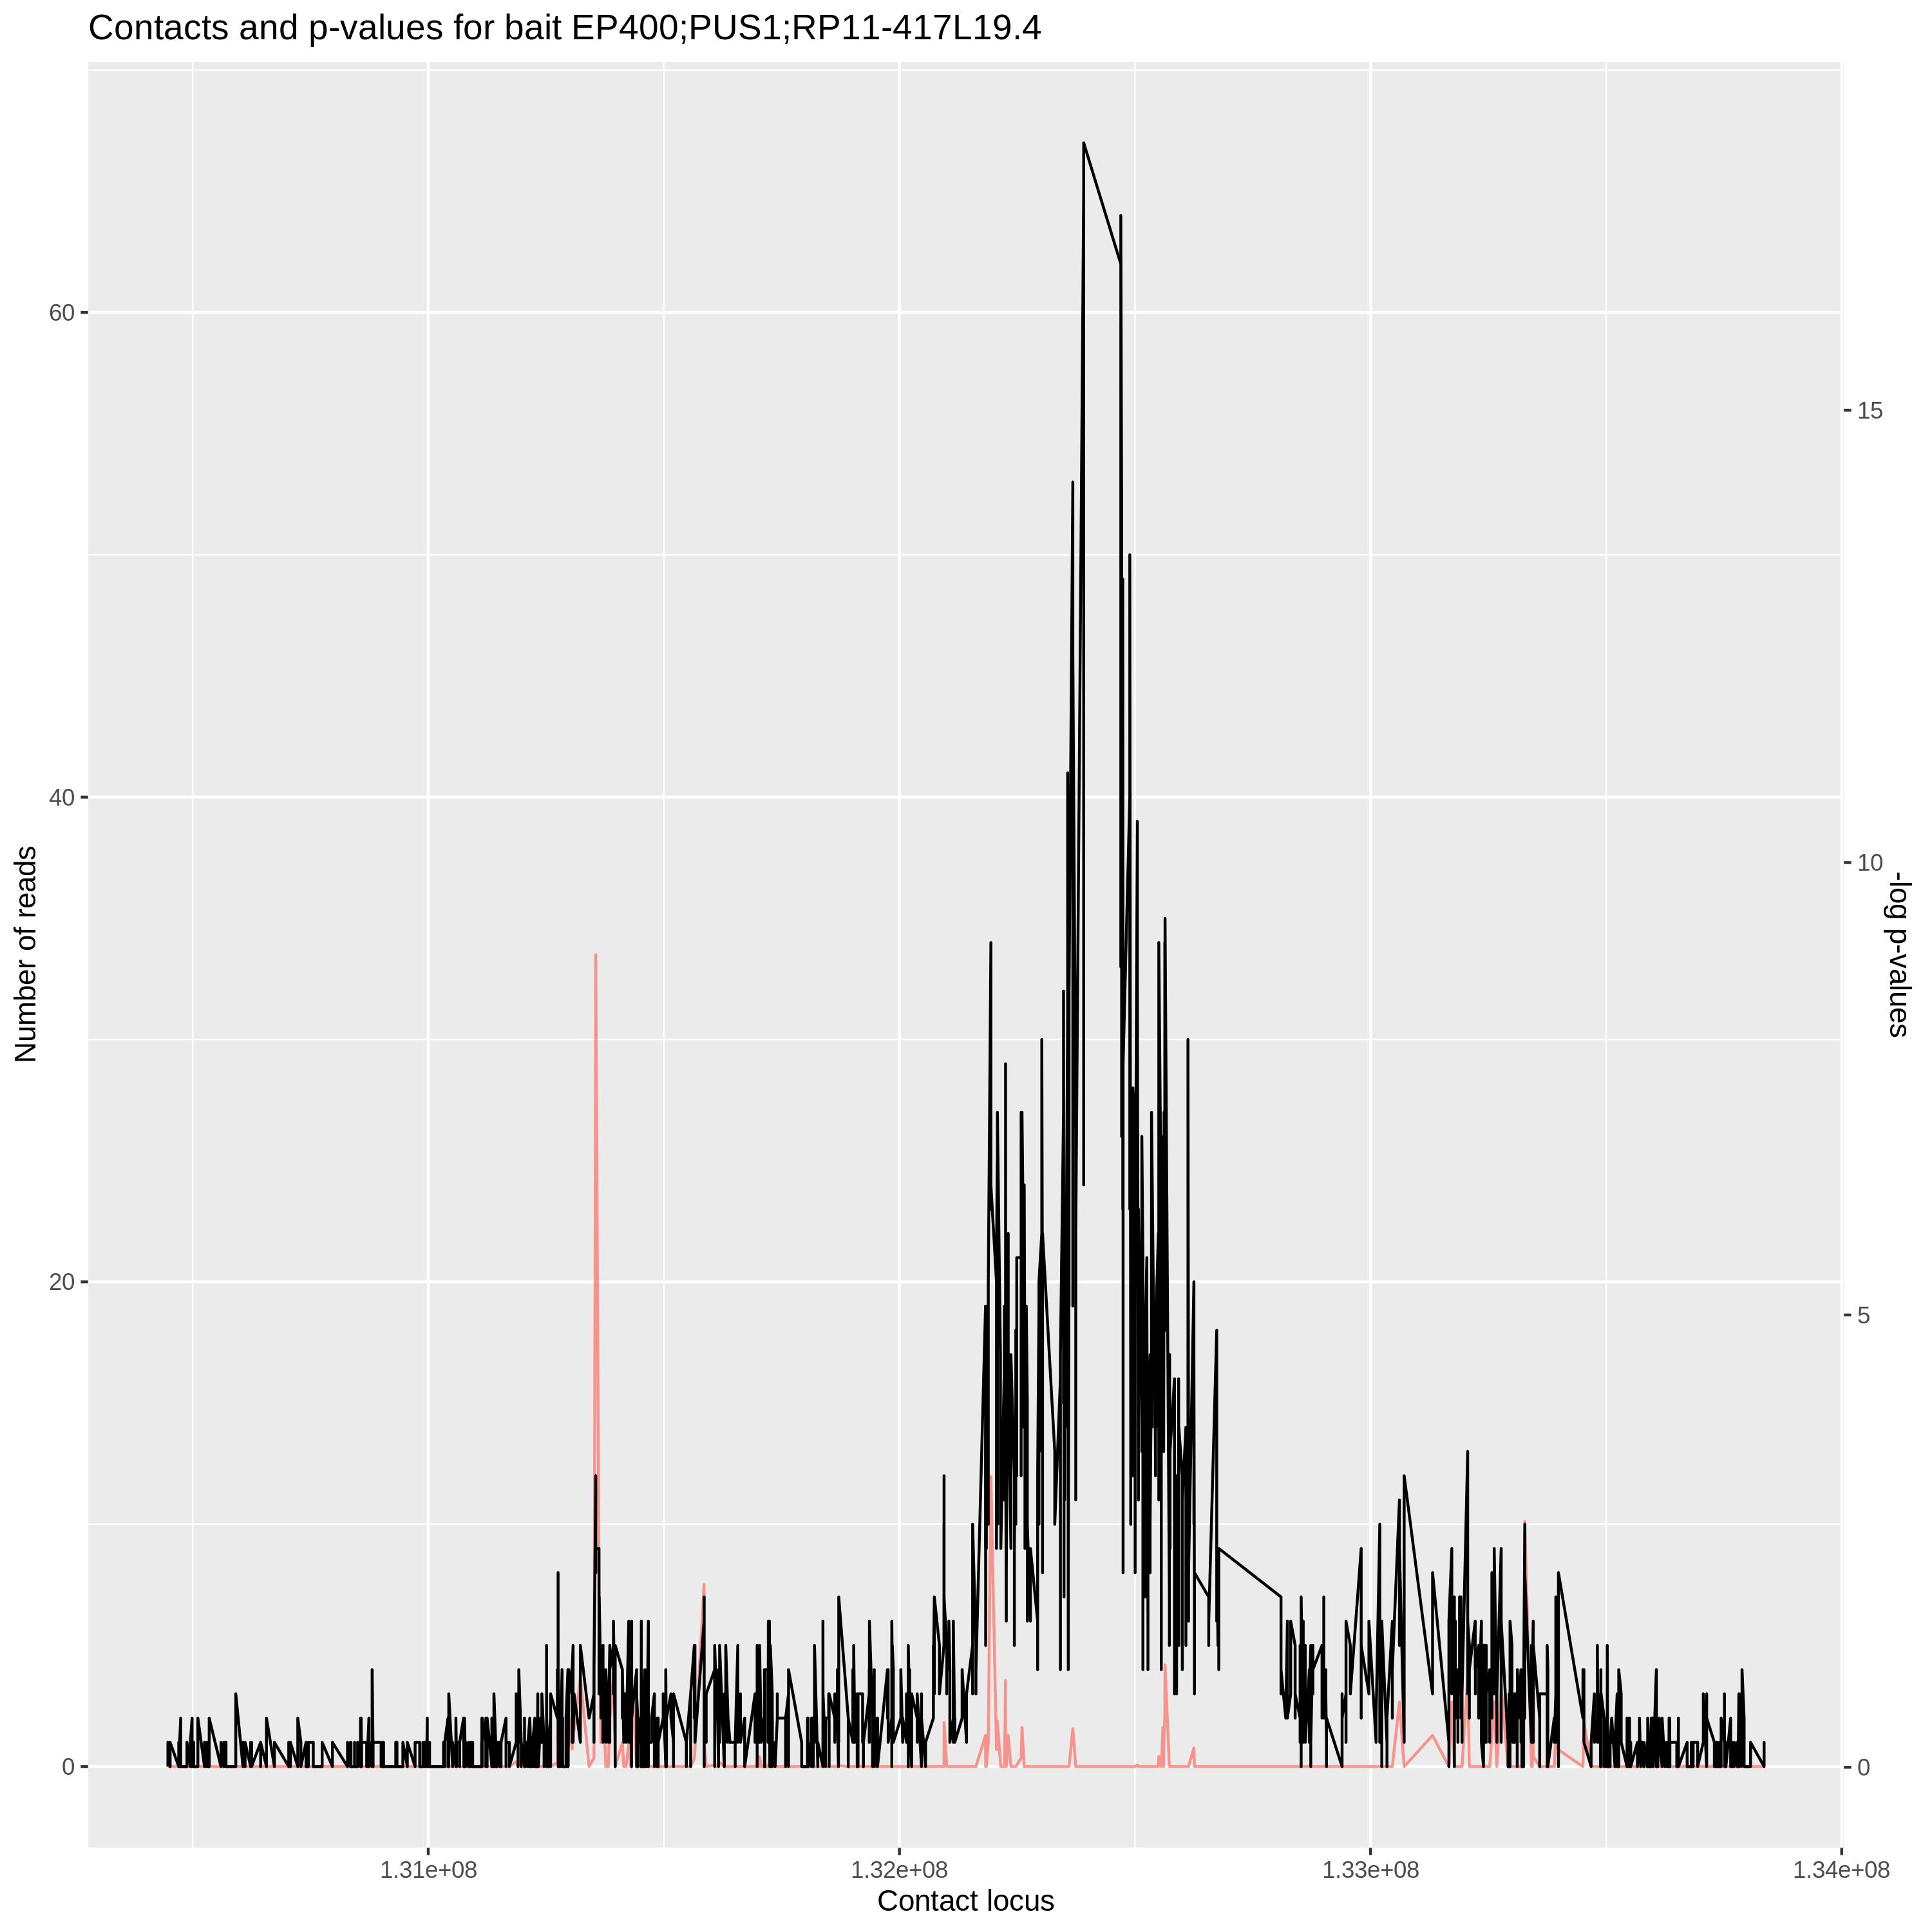 Contacts and p-values for bait EP400;PUS1;RP11-417L19.4
60
40
20
0
Number of reads
15
10
5
0
-log p-values
1.31e+08
1.32e+08
1.33e+08
1.34e+08
Contact locus